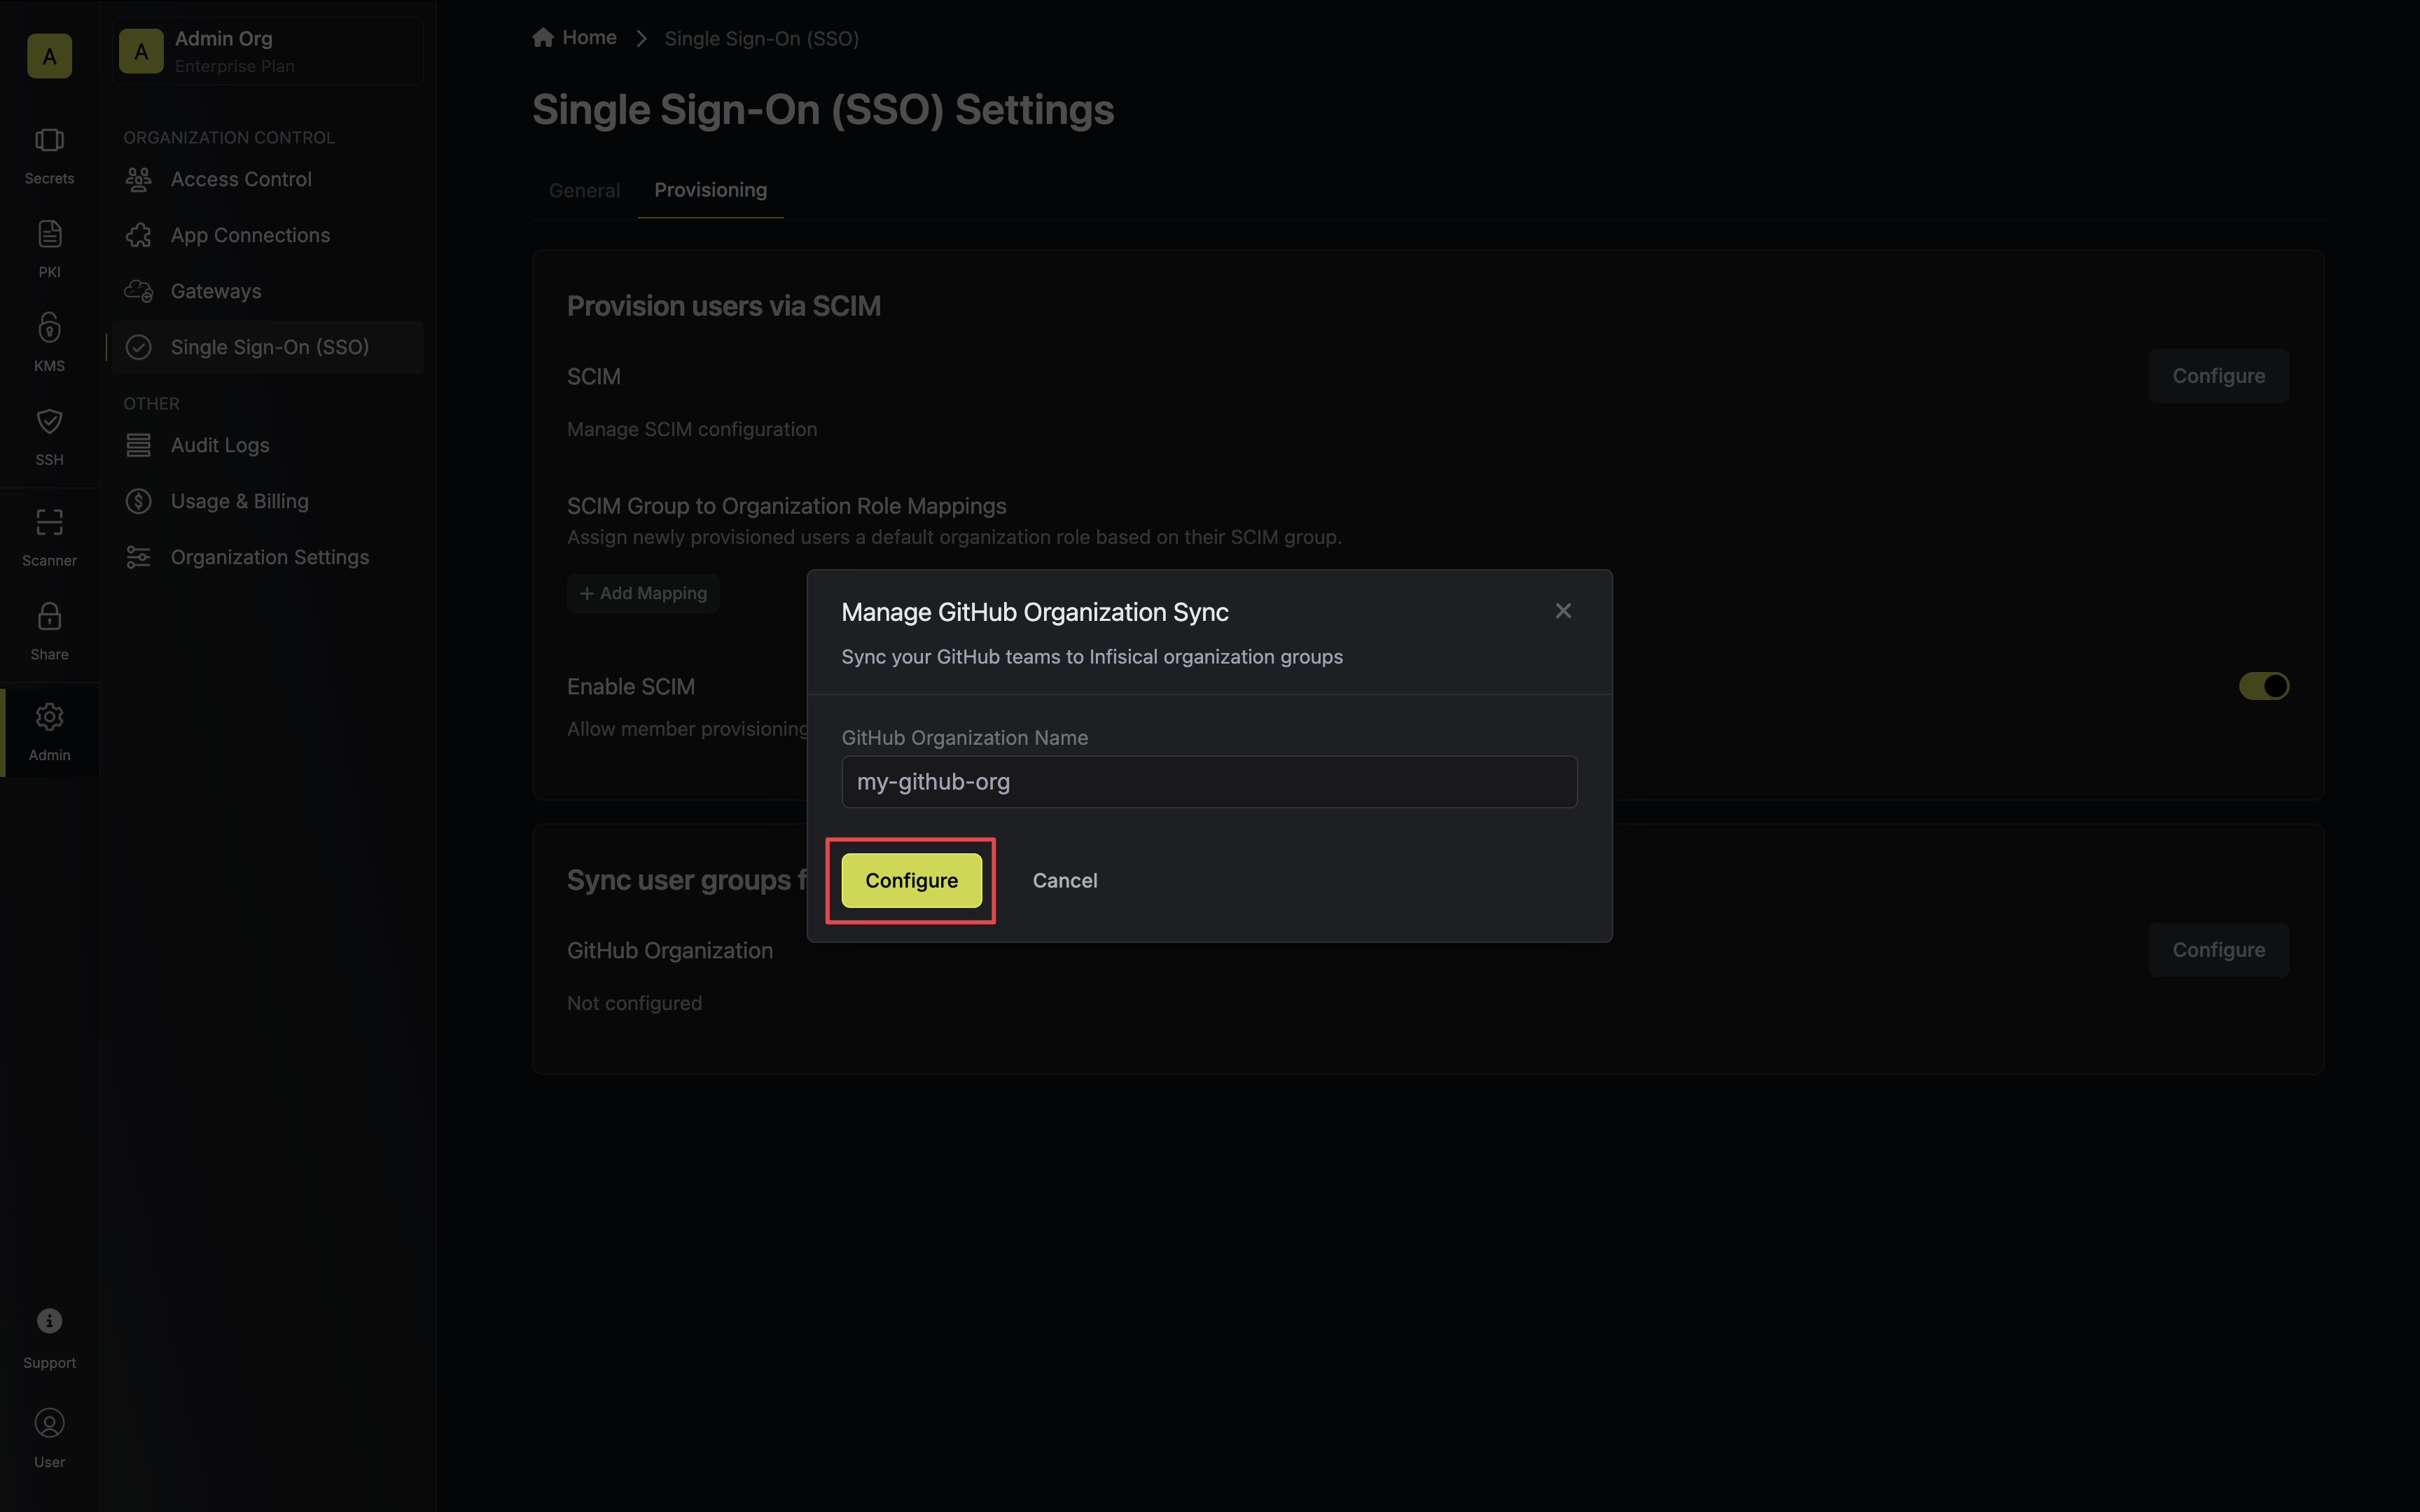 A
Secrets
PKI
KMS
SSH
Scanner
Share
Admin
Support
User
A
Admin Org
Enterprise Plan
ORGANIZATION CONTROL
Access Control
App Connections
Gateways
Single Sign-On (SSO)
OTHER
Audit Logs
Usage & Billing
Organization Settings
Home
Single Sign-On (SSO)
Single Sign-On (SSO) Settings
General
Provisioning
Provision users via SCIM
SCIM
Configure
Manage SCIM configuration
SCIM Group to Organization Role Mappings
Assign newly provisioned users a default organization role based on their SCIM group.
+ Add Mapping
Enable SCIM
Allow member provisioning
Sync user groups f
GitHub Organization
Configure
Not configured
Manage GitHub Organization Sync
Sync your GitHub teams to Infisical organization groups
GitHub Organization Name
my-github-org
Configure
Cancel